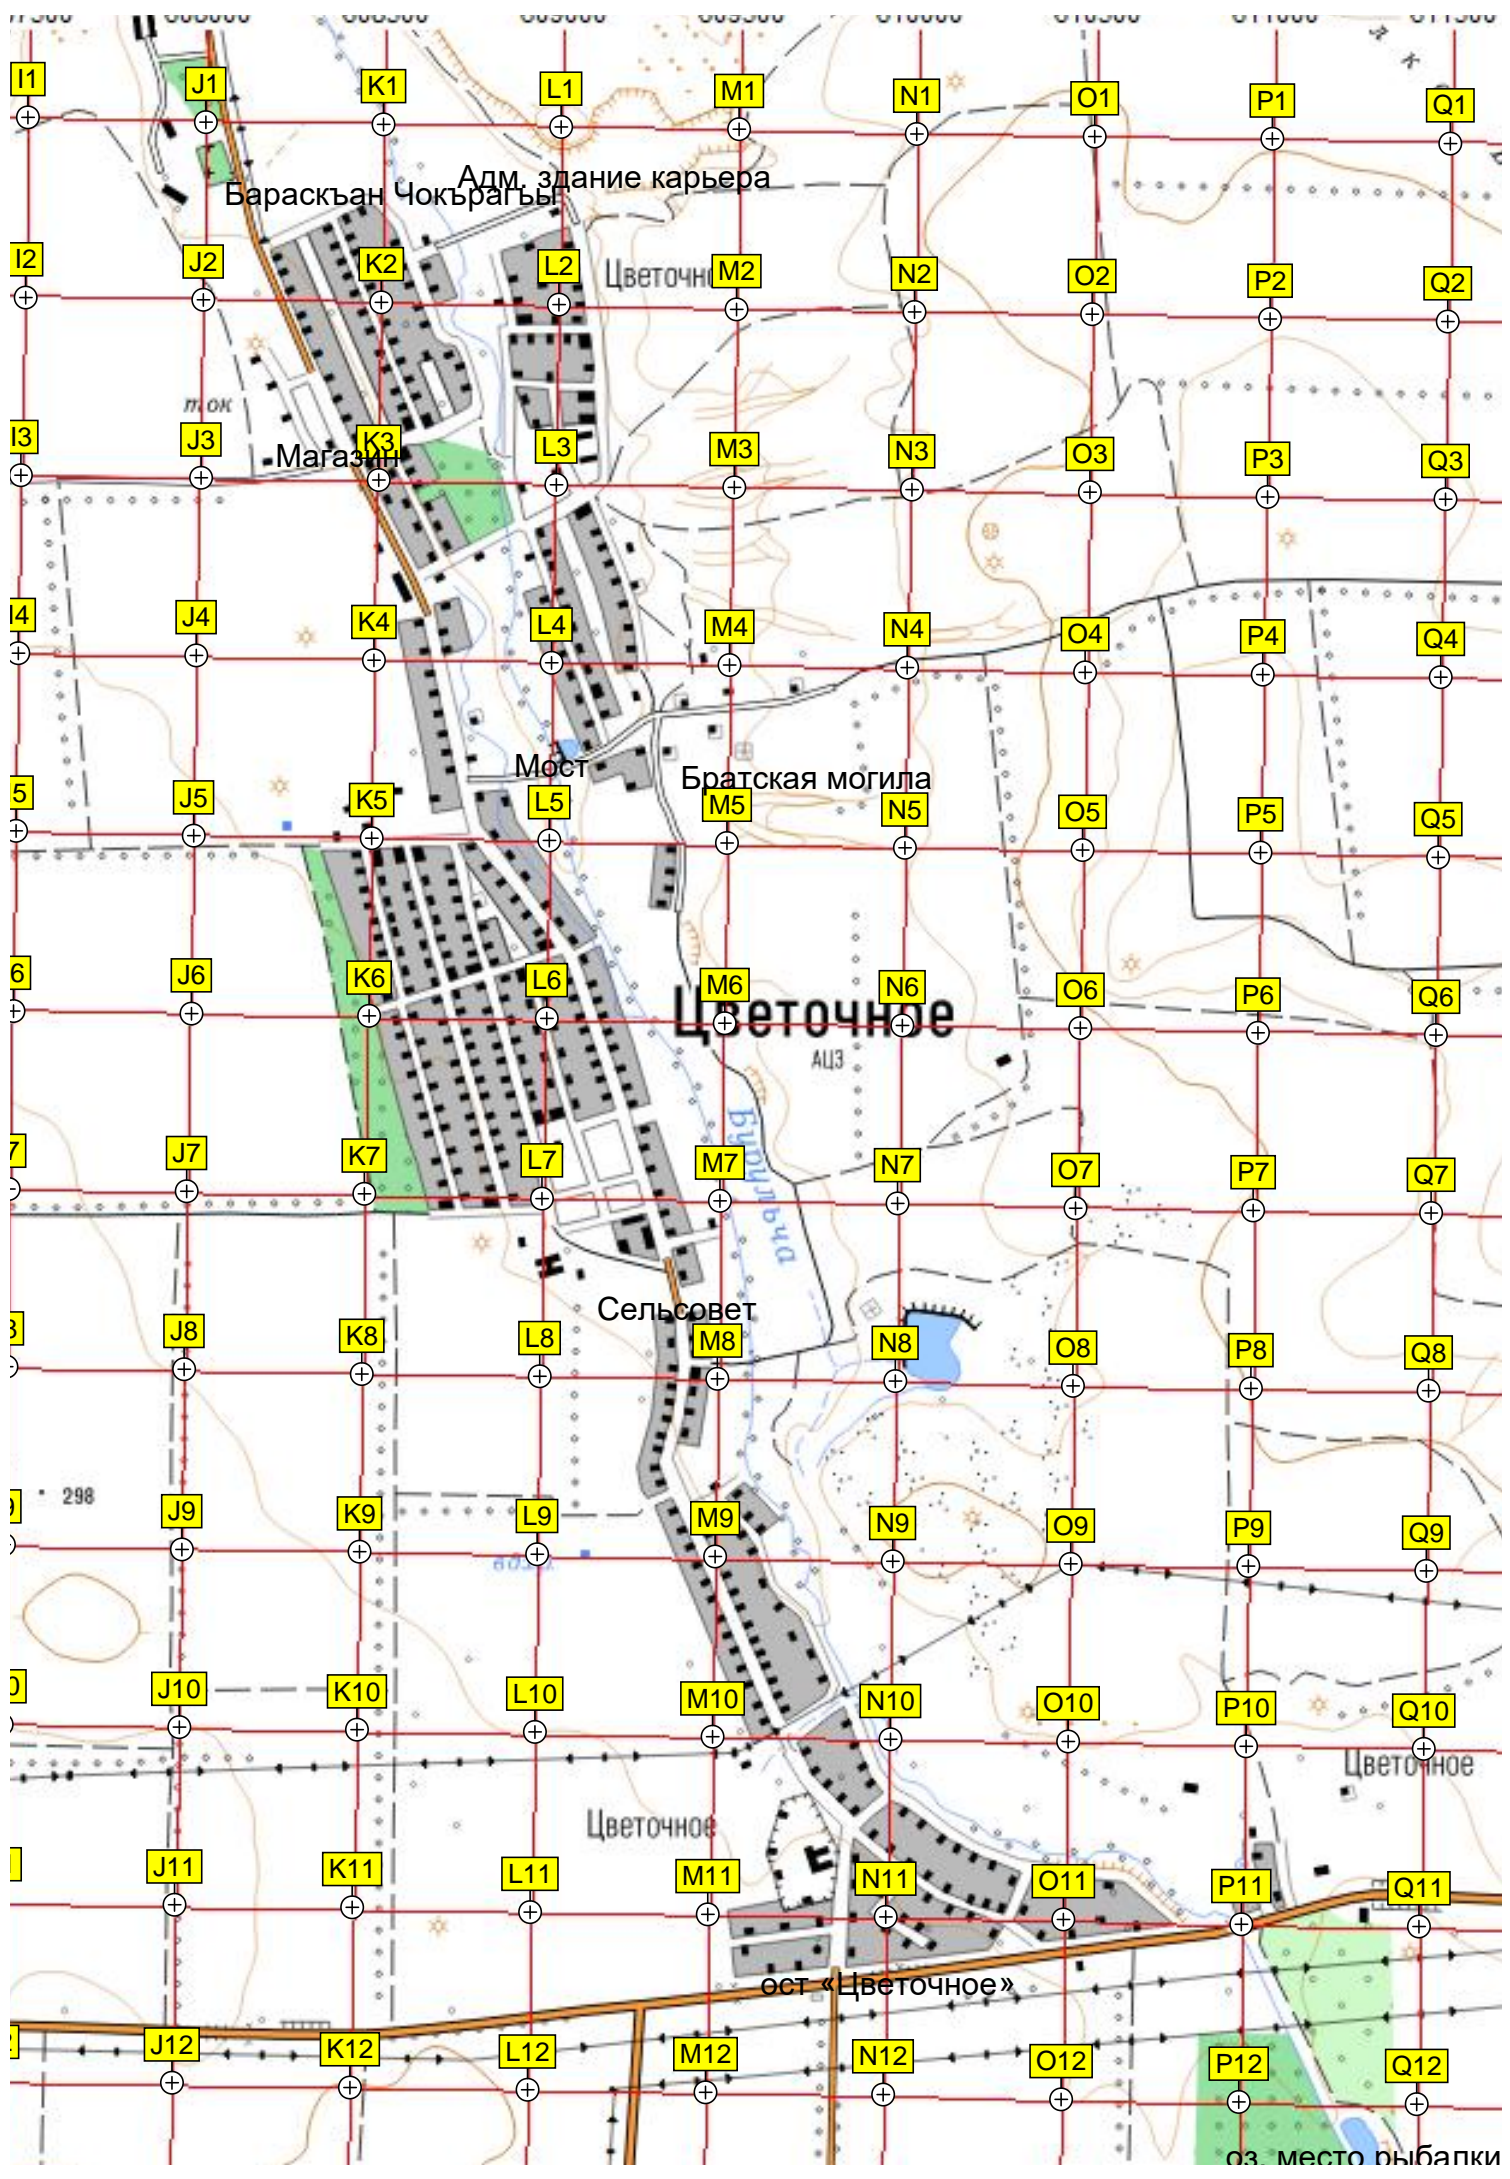 I1 J1 K1 L1 M1 N1 O1 P1 Q1
Адм. здание карьера
Бараскъан Чокърагъы
I2 J2 K2 L2 Цветочн M2 N2 O2 P2 Q2
ток
I3 J3 K3 L3 M3 N3 O3 P3 Q3
Магазин
I4 J4 K4 L4 M4 N4 O4 P4 Q4
Мост
Братская могила
5 J5 K5 L5 M5 N5 O5 P5 Q5
6 J6 K6 L6 M6 N6 O6 P6 Q6
Цветочное
АЦЗ
Бурульча
7 J7 K7 L7 M7 N7 O7 P7 Q7
Сельсовет
J8 K8 L8 M8 N8 O8 P8 Q8
298
J9 K9 L9 M9 N9 O9 P9 Q9
0 J10 K10 L10 M10 N10 O10 P10 Q10
Цветочное
Цветочное
J11 K11 L11 M11 N11 O11 P11 Q11
ост «Цветочное»
J12 K12 L12 M12 N12 O12 P12 Q12
оз. место рыбалки